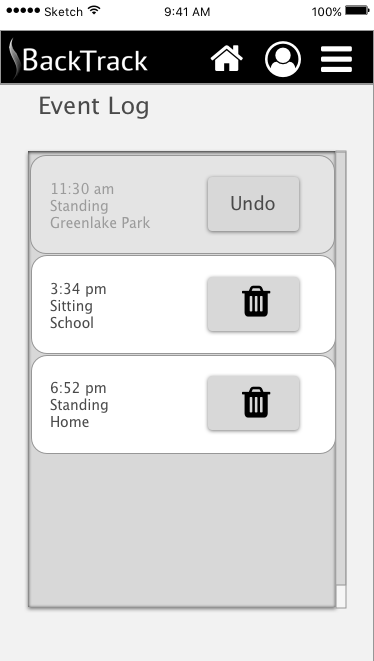 Sketch 9:41 AM 100%
BackTrack
Event Log
11:30 am
Standing
Greenlake Park
Undo
3:34 pm
Sitting
School
6:52 pm
Standing
Home